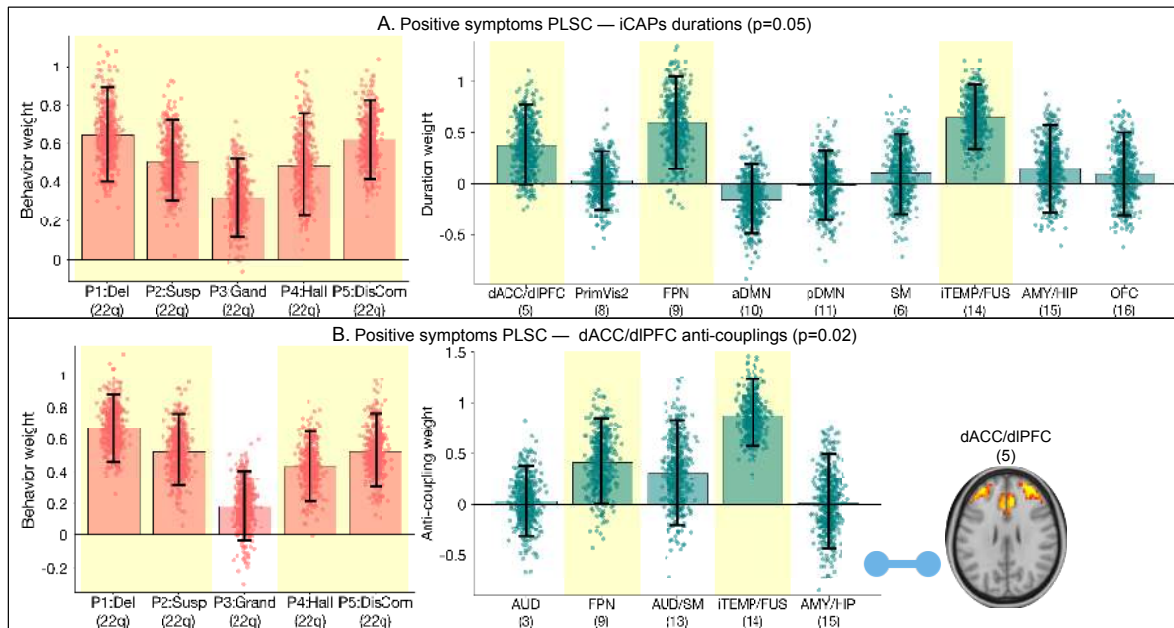 A. Positive symptoms PLSC — iCAPs durations (p=0.05)
Behavior weight
1
0.8
0.6
0.4
0.2
0
P1:Del P2:Susp P3:Gand P4:Hall P5:DisCorn
(22q) (22q) (22q) (22q) (22q)
Duration weight
1
0.5
0
-0.5
dACC/dlPFC PrimVis2 FPN aDMN pDMN SM iTEMP/FUS AMY/HIP OFC
(5) (8) (9) (10) (11) (6) (14) (15) (16)
B. Positive symptoms PLSC — dACC/dlPFC anti-couplings (p=0.02)
Behavior weight
1
0.8
0.6
0.4
0.2
0
-0.2
P1:Del P2:Susp P3:Grand P4:Hall P5:DisCorn
(22q) (22q) (22q) (22q) (22q)
Anti-coupling weight
1.5
1
0.5
0
-0.5
AUD FPN AUD/SM iTEMP/FUS AMY/HIP
(3) (9) (13) (14) (15)
dACC/dlPFC
(5)